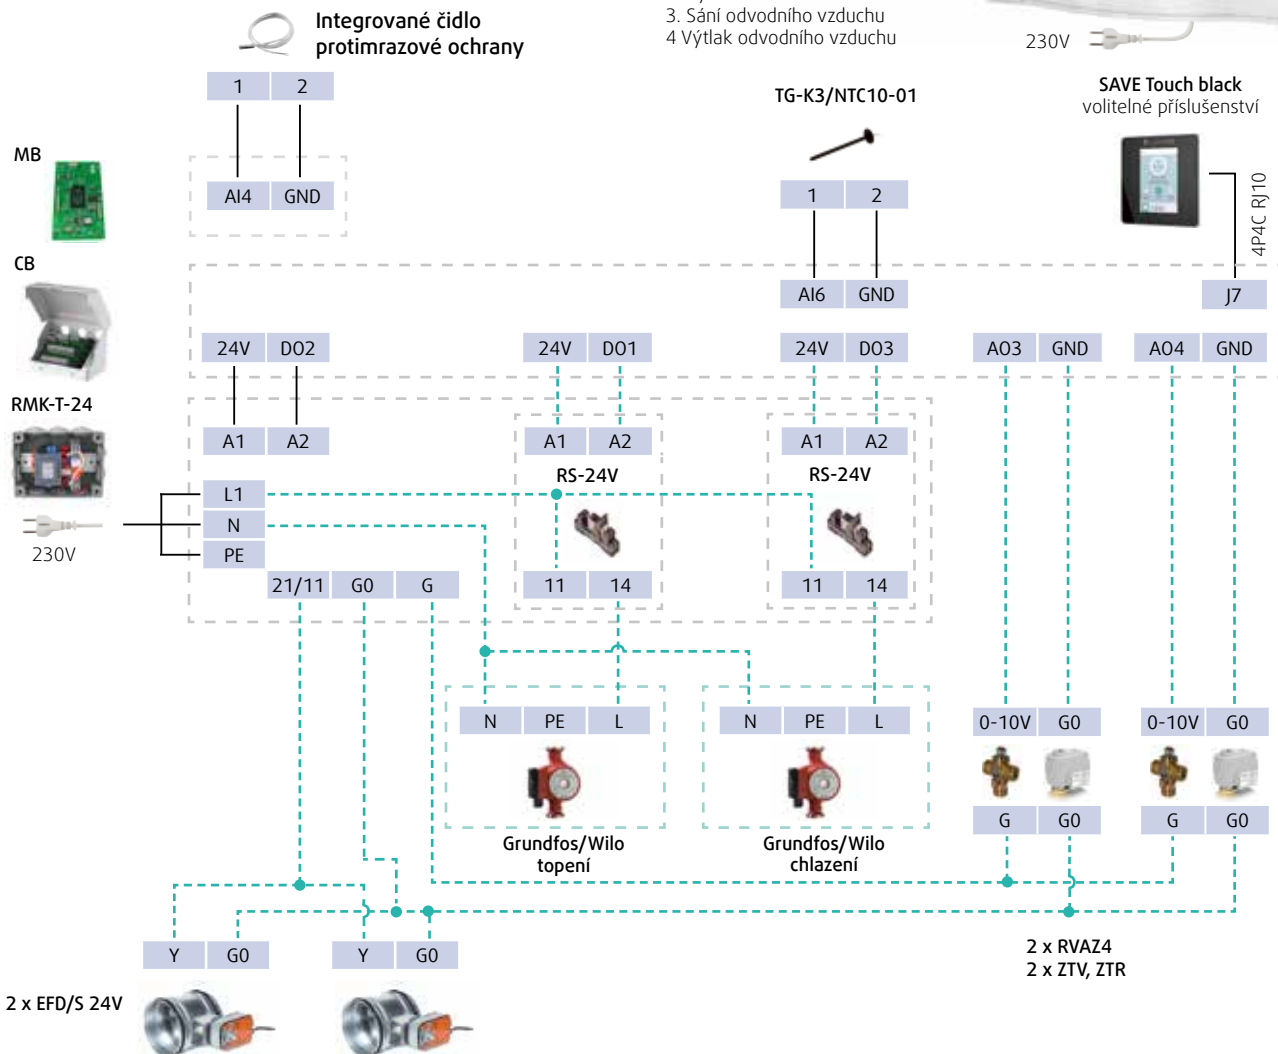 Integrované čidlo
protimrazové ochrany
3. Sání odvodního vzduchu
4 Výtlak odvodního vzduchu
230V
1 2
TG-K3/NTC10-01
SAVE Touch black
volitelné příslušenství
MB
AI4 GND
1 2
4P4C RJ10
CB
AI6 GND
J7
24V DO2
24V DO1
24V DO3
AO3 GND
AO4 GND
RMK-T-24
A1 A2
A1 A2
A1 A2
RS-24V
RS-24V
L1
N
PE
230V
21/11 G0 G
11 14
11 14
N PE L
N PE L
0-10V G0
0-10V G0
G G0
G G0
Grundfos/Wilo
topení
Grundfos/Wilo
chlazení
Y G0
Y G0
2 x RVAZ4
2 x ZTV, ZTR
2 x EFD/S 24V